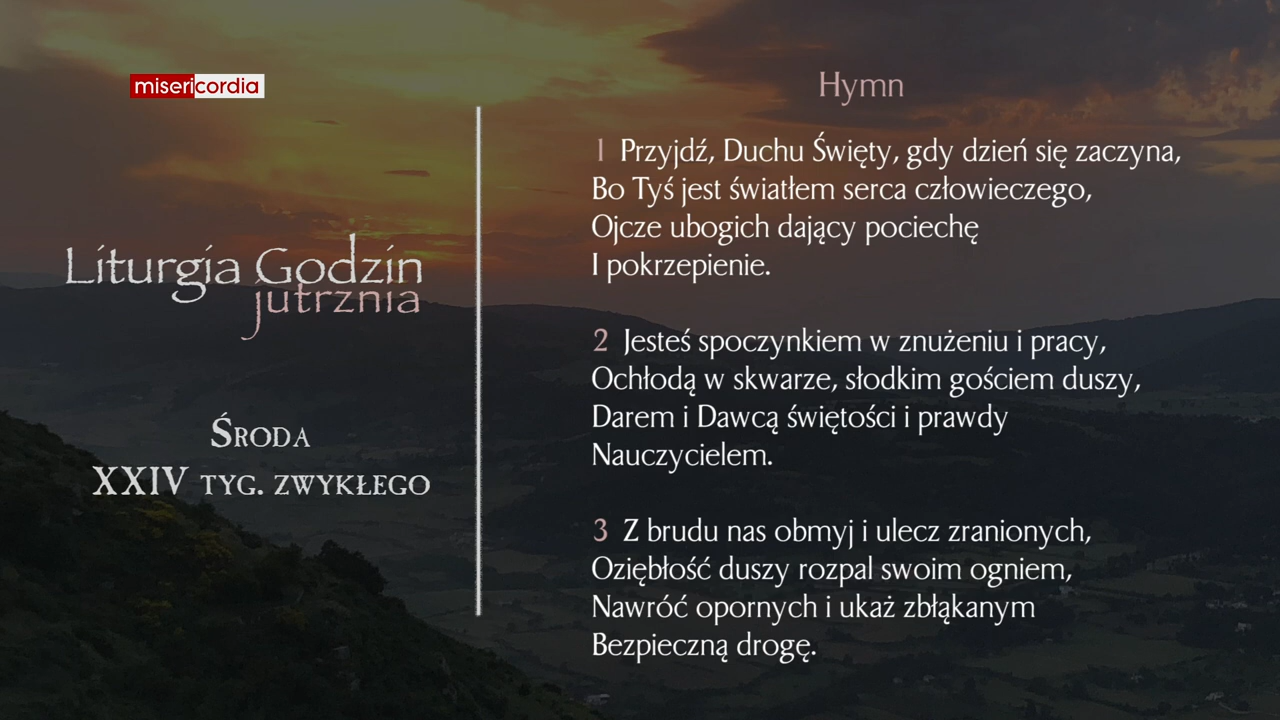 misericordia
Liturgia Godzin
jutrznia
Środa
XXIV tyg. zwykłego
Hymn
1 Przyjdź, Duchu Święty, gdy dzień się zaczyna,
Bo Tyś jest światłem serca człowieczego,
Ojcze ubogich dający pociechę
I pokrzepienie.
2 Jesteś spoczynkiem w znużeniu i pracy,
Ochłodą w skwarze, słodkim gościem duszy,
Darem i Dawcą świętości i prawdy
Nauczycielem.
3 Z brudu nas obmyj i ulecz zranionych,
Oziębłość duszy rozpal swoim ogniem,
Nawróć opornych i ukaż zbłąkanym
Bezpieczną drogę.